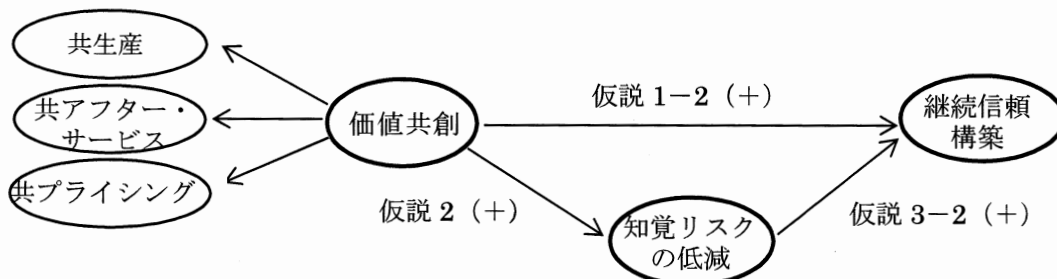 共生産
共アフター・
サービス
共プライシング
価値共創
仮説 1-2 (+)
継続信頼
構築
仮説 2 (+)
知覚リスク
の低減
仮説 3-2 (+)